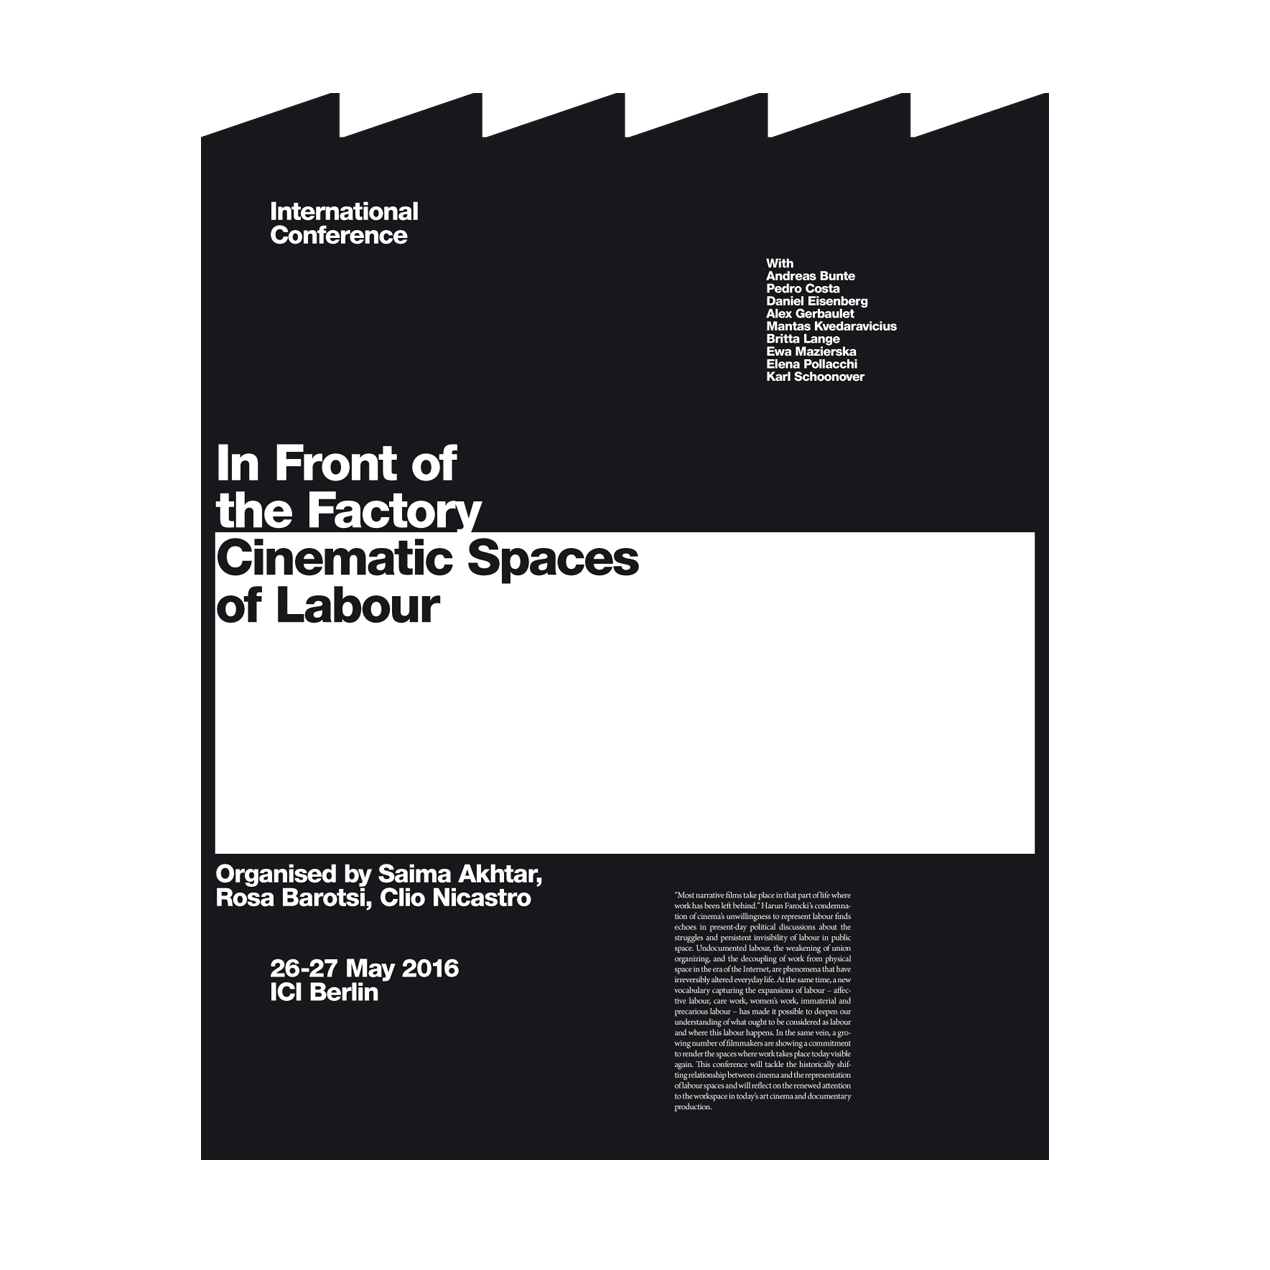 International
Conference
With
Andreas Bunte
Pedro Costa
Daniel Eisenberg
Alex Gerbaulet
Mantas Kvedaravicius
Britta Lange
Ewa Mazierska
Elena Pollacchi
Karl Schoonover
In Front of
the Factory
Cinematic Spaces
of Labour
Organised by Saima Akhtar,
Rosa Barotsi, Clio Nicastro
26-27 May 2016
ICI Berlin
"Most narrative films take place in that part of life where
work has been left behind." Harun Farocki's condemna-
tion of cinema's unwillingness to represent labour finds
echoes in present-day political discussions about the
struggles and persistent invisibility of labour in public
space. Undocumented labour, the weakening of union
organizing, and the decoupling of work from physical
space in the era of the Internet, are phenomena that have
irreversibly altered everyday life. At the same time, a new
vocabulary capturing the expansions of labour – affec-
tive labour, care work, women's work, immaterial and
precarious labour – has made it possible to deepen our
understanding of what ought to be considered as labour
and where this labour happens. In the same vein, a gro-
wing number of filmmakers are showing a commitment
to render the spaces where work takes place today visible
again. This conference will tackle the historically shif-
ting relationship between cinema and the representation
of labour spaces and will reflect on the renewed attention
to the workspace in today's art cinema and documentary
production.